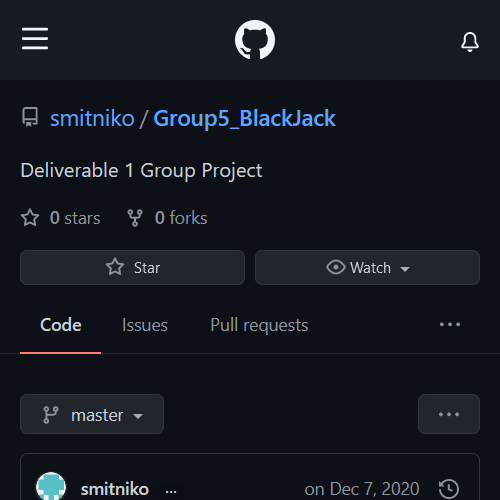 smitniko / Group5_BlackJack
Deliverable 1 Group Project
0 stars 0 forks
Star Watch
Code Issues Pull requests ...
master ...
smitniko ... on Dec 7, 2020